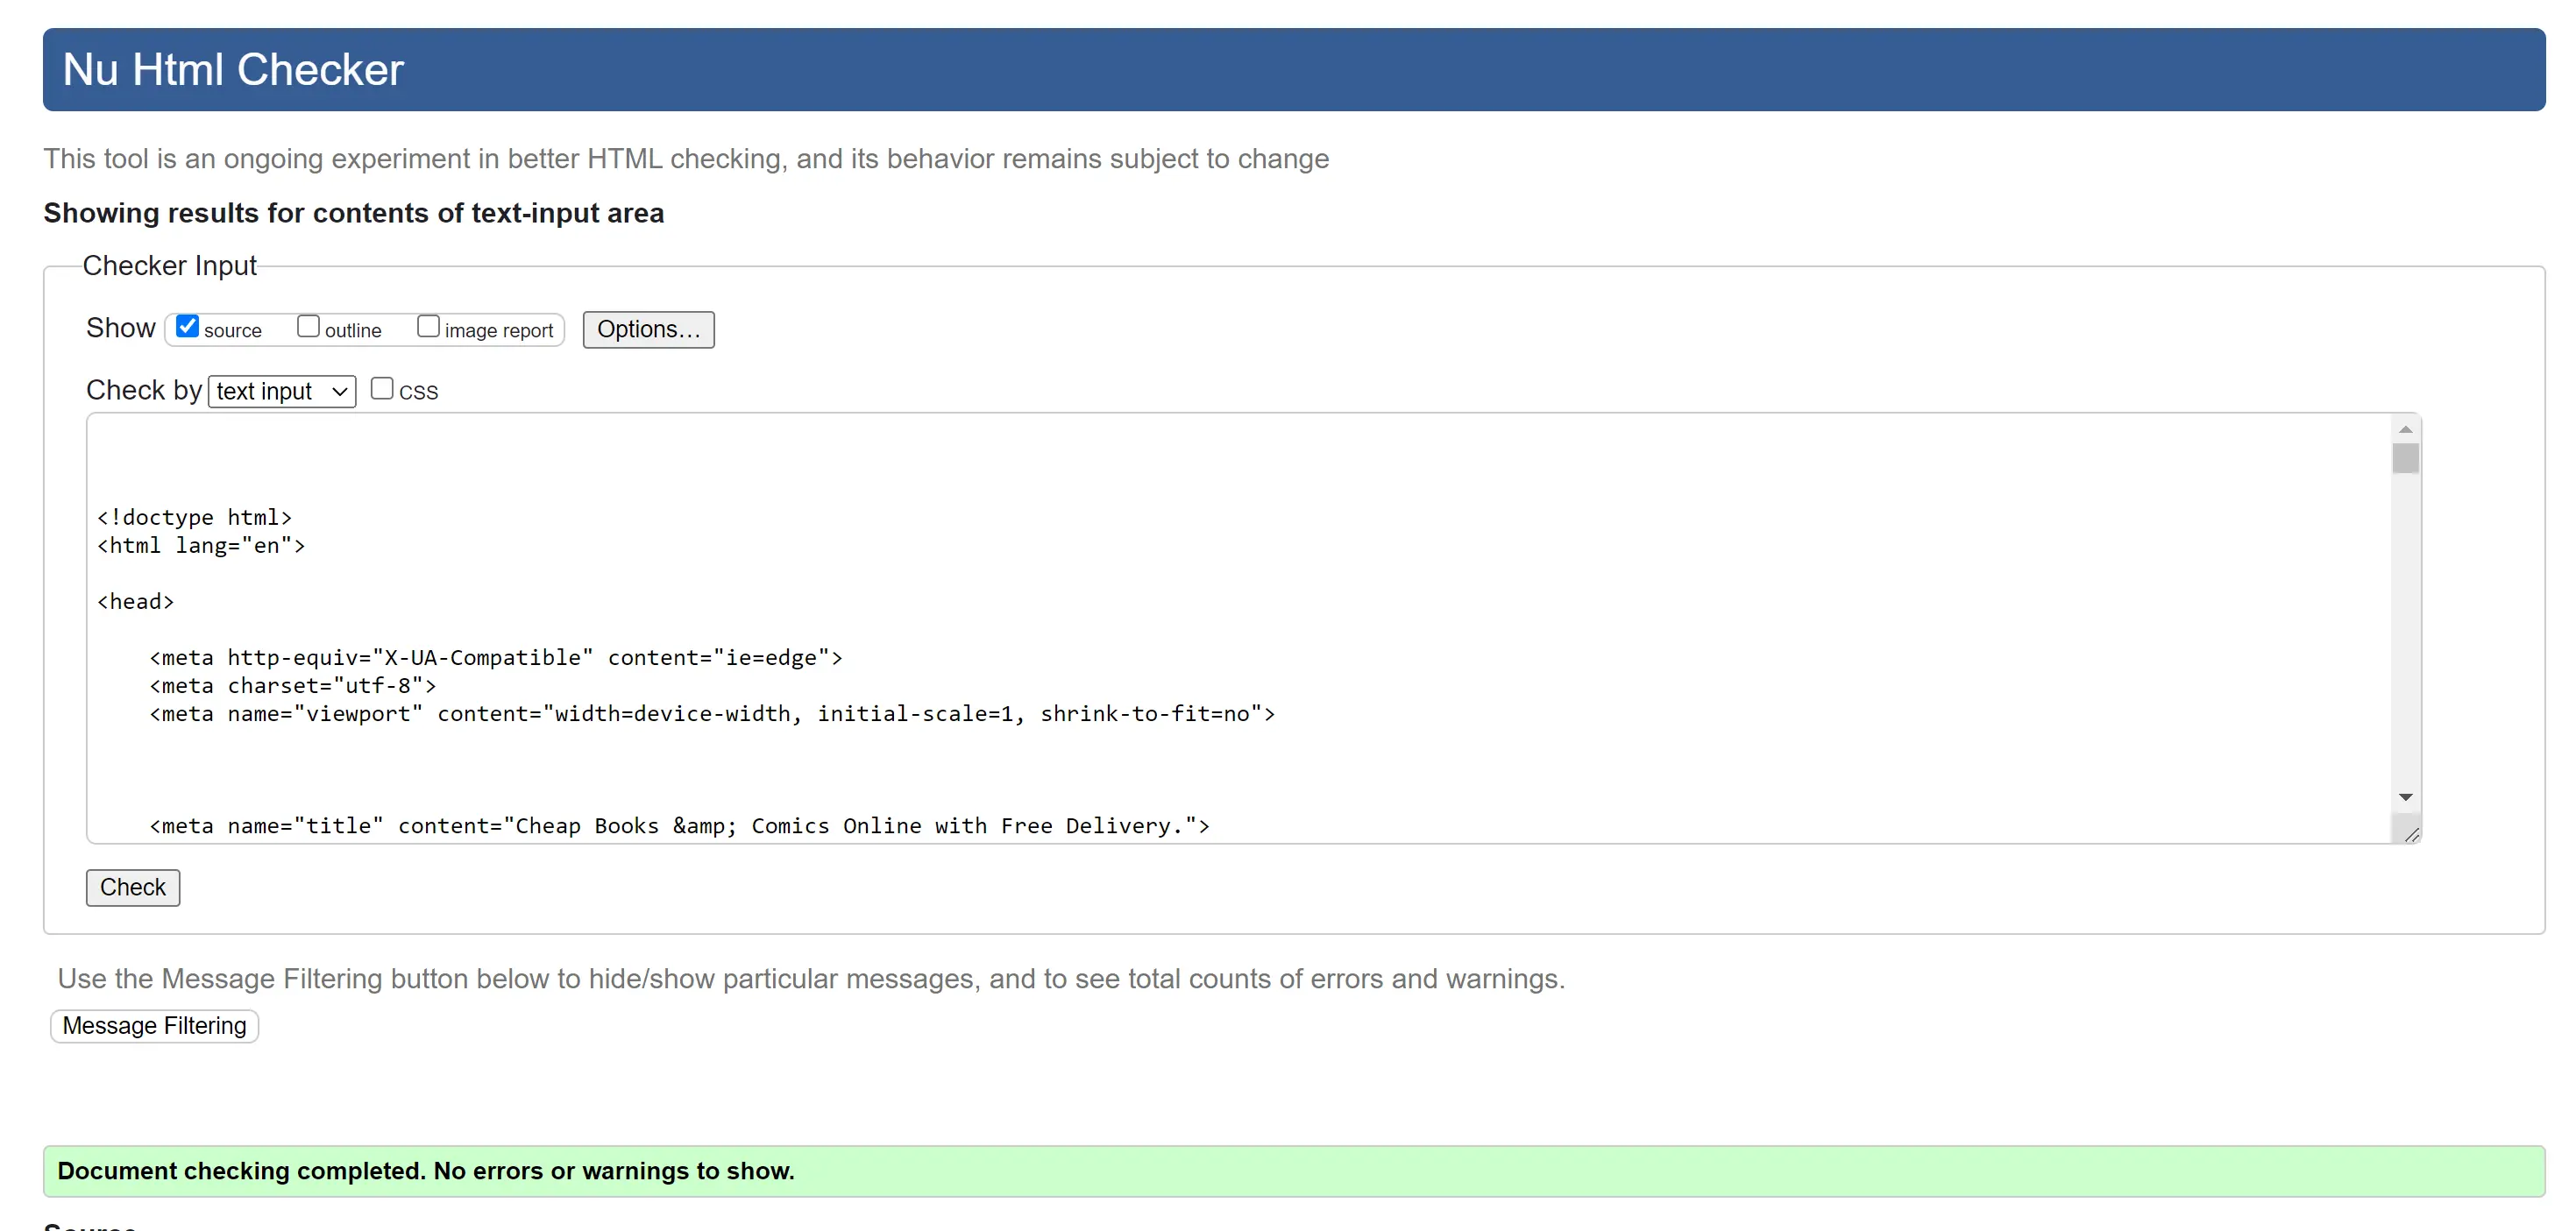 Nu Html Checker
This tool is an ongoing experiment in better HTML checking, and its behavior remains subject to change
Showing results for contents of text-input area
Checker Input
Show source outline image report Options...
Check by text input CSS
<!doctype html>
<html lang="en">
<head>
<meta http-equiv="X-UA-Compatible" content="ie=edge">
<meta charset="utf-8">
<meta name="viewport" content="width=device-width, initial-scale=1, shrink-to-fit=no">
<meta name="title" content="Cheap Books &amp; Comics Online with Free Delivery.">
Check
Use the Message Filtering button below to hide/show particular messages, and to see total counts of errors and warnings.
Message Filtering
Document checking completed. No errors or warnings to show.